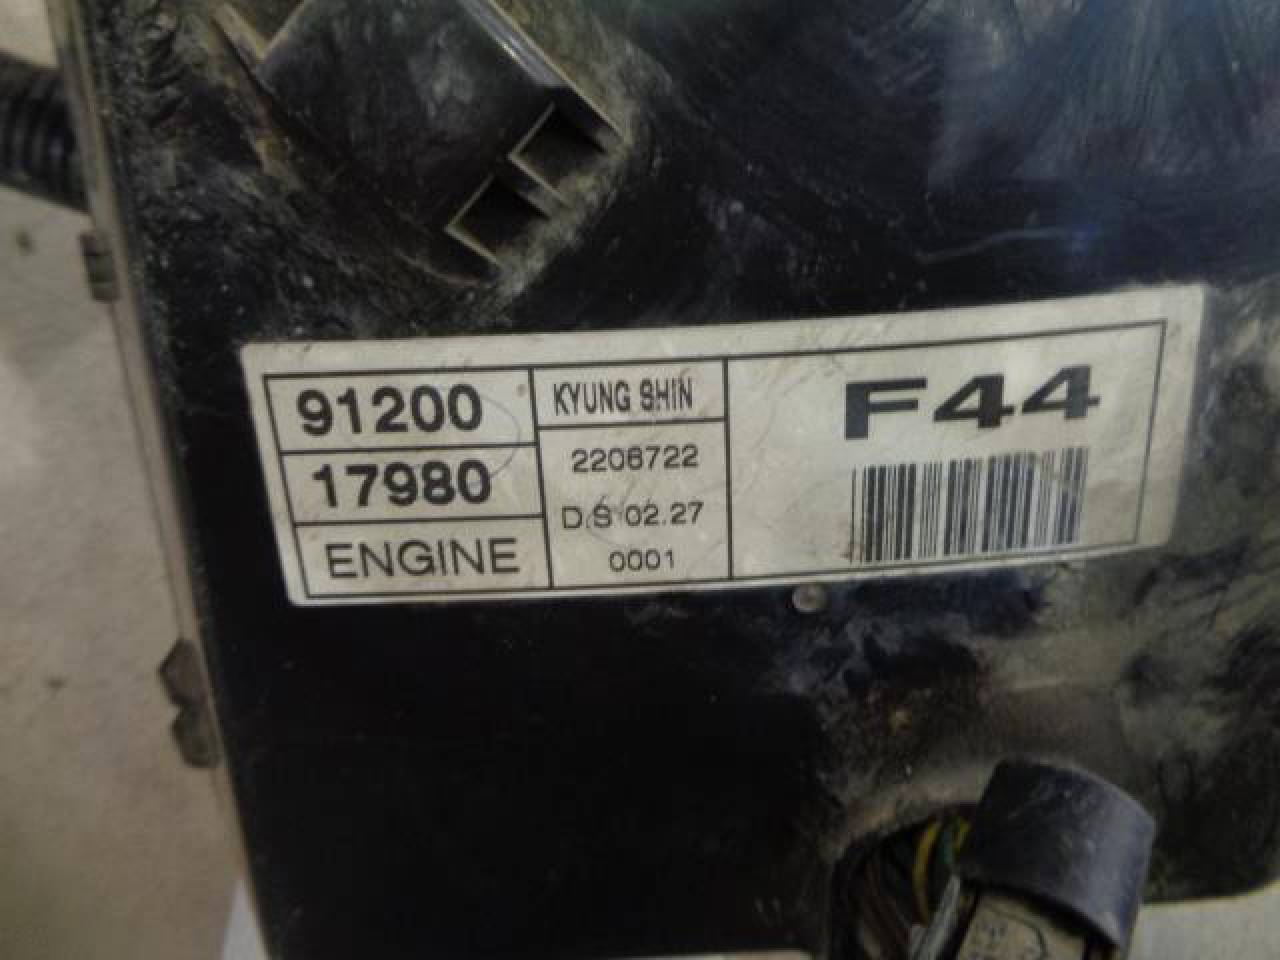 91200
17980
ENGINE
KYUNG SHIN
2206722
D.S 02.27
0001
F44